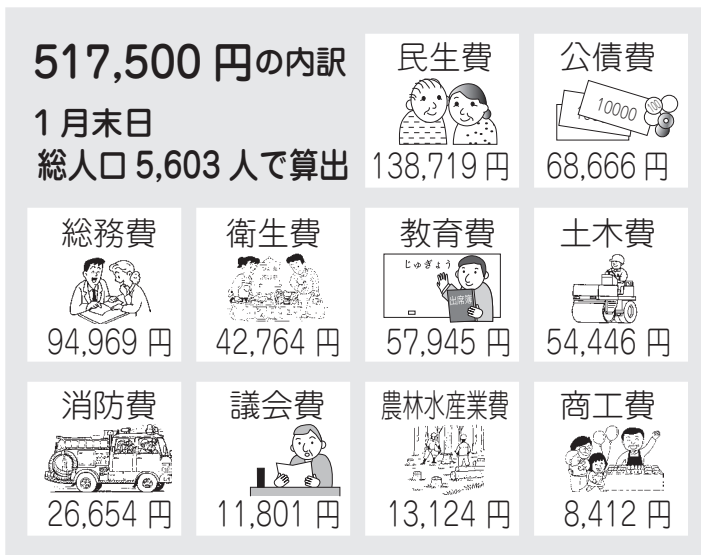 517,500 円の内訳
1月末日
総人口 5,603 人で算出
民生費
138,719 円
公債費
10000
68,666 円
総務費
94,969 円
衛生費
42,764 円
教育費
じゅぎょう
出席簿
57,945 円
土木費
54,446 円
消防費
26,654 円
議会費
11,801 円
農林水産業費
13,124 円
商工費
8,412 円